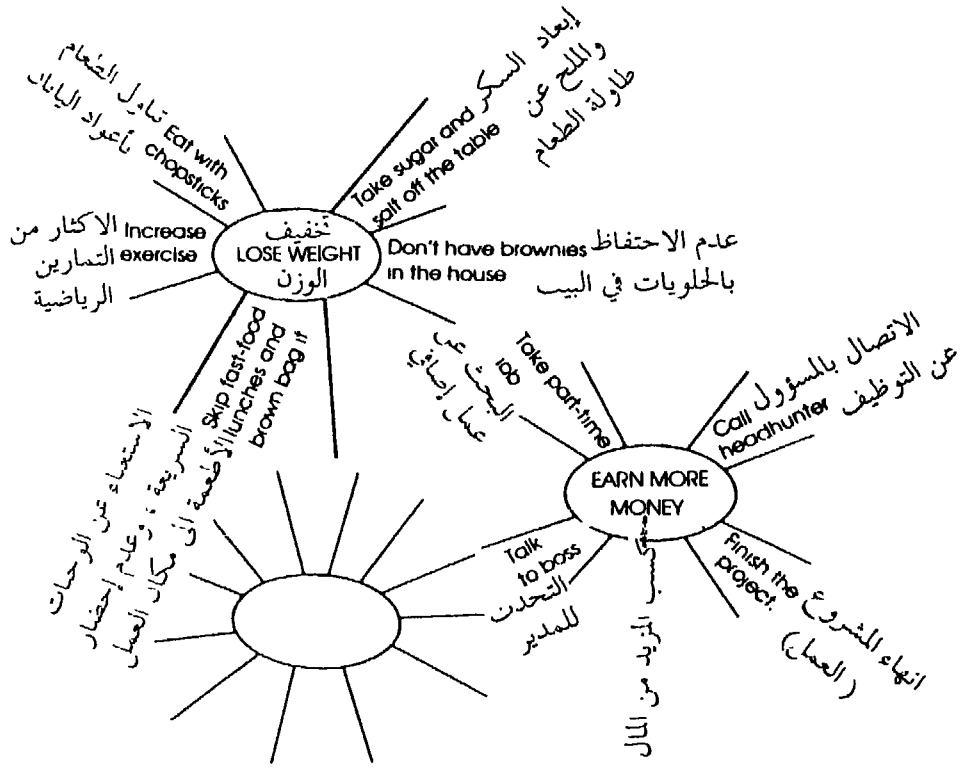 تناول الطعام
بأعواد اليابان
Eat with
chopsticks
إبعاد السكر
والملح عن
طاولة الطعام
Take sugar and
salt off the table
الاكثار من
التمارين
الرياضية
Increase
exercise
تخفيف
LOSE WEIGHT
الوزن
Don't have brownies
in the house
عدم الاحتفاظ
بالحلويات في البيب
Skip fast-food
lunches and
brown bag it
الاستغناء عن الوجبات
السريعة، وعدم إحضار
الأطعمة الى مكان العمل
Take part-time
job
البحث عن
عمل إضافي
Call
headhunter
الاتصال بالمسؤول
عن التوظيف
EARN MORE
MONEY
كسب المزيد من المال
Talk
to boss
التحدث
للمدير
Finish the
project.
انهاء المشروع
(العمل)